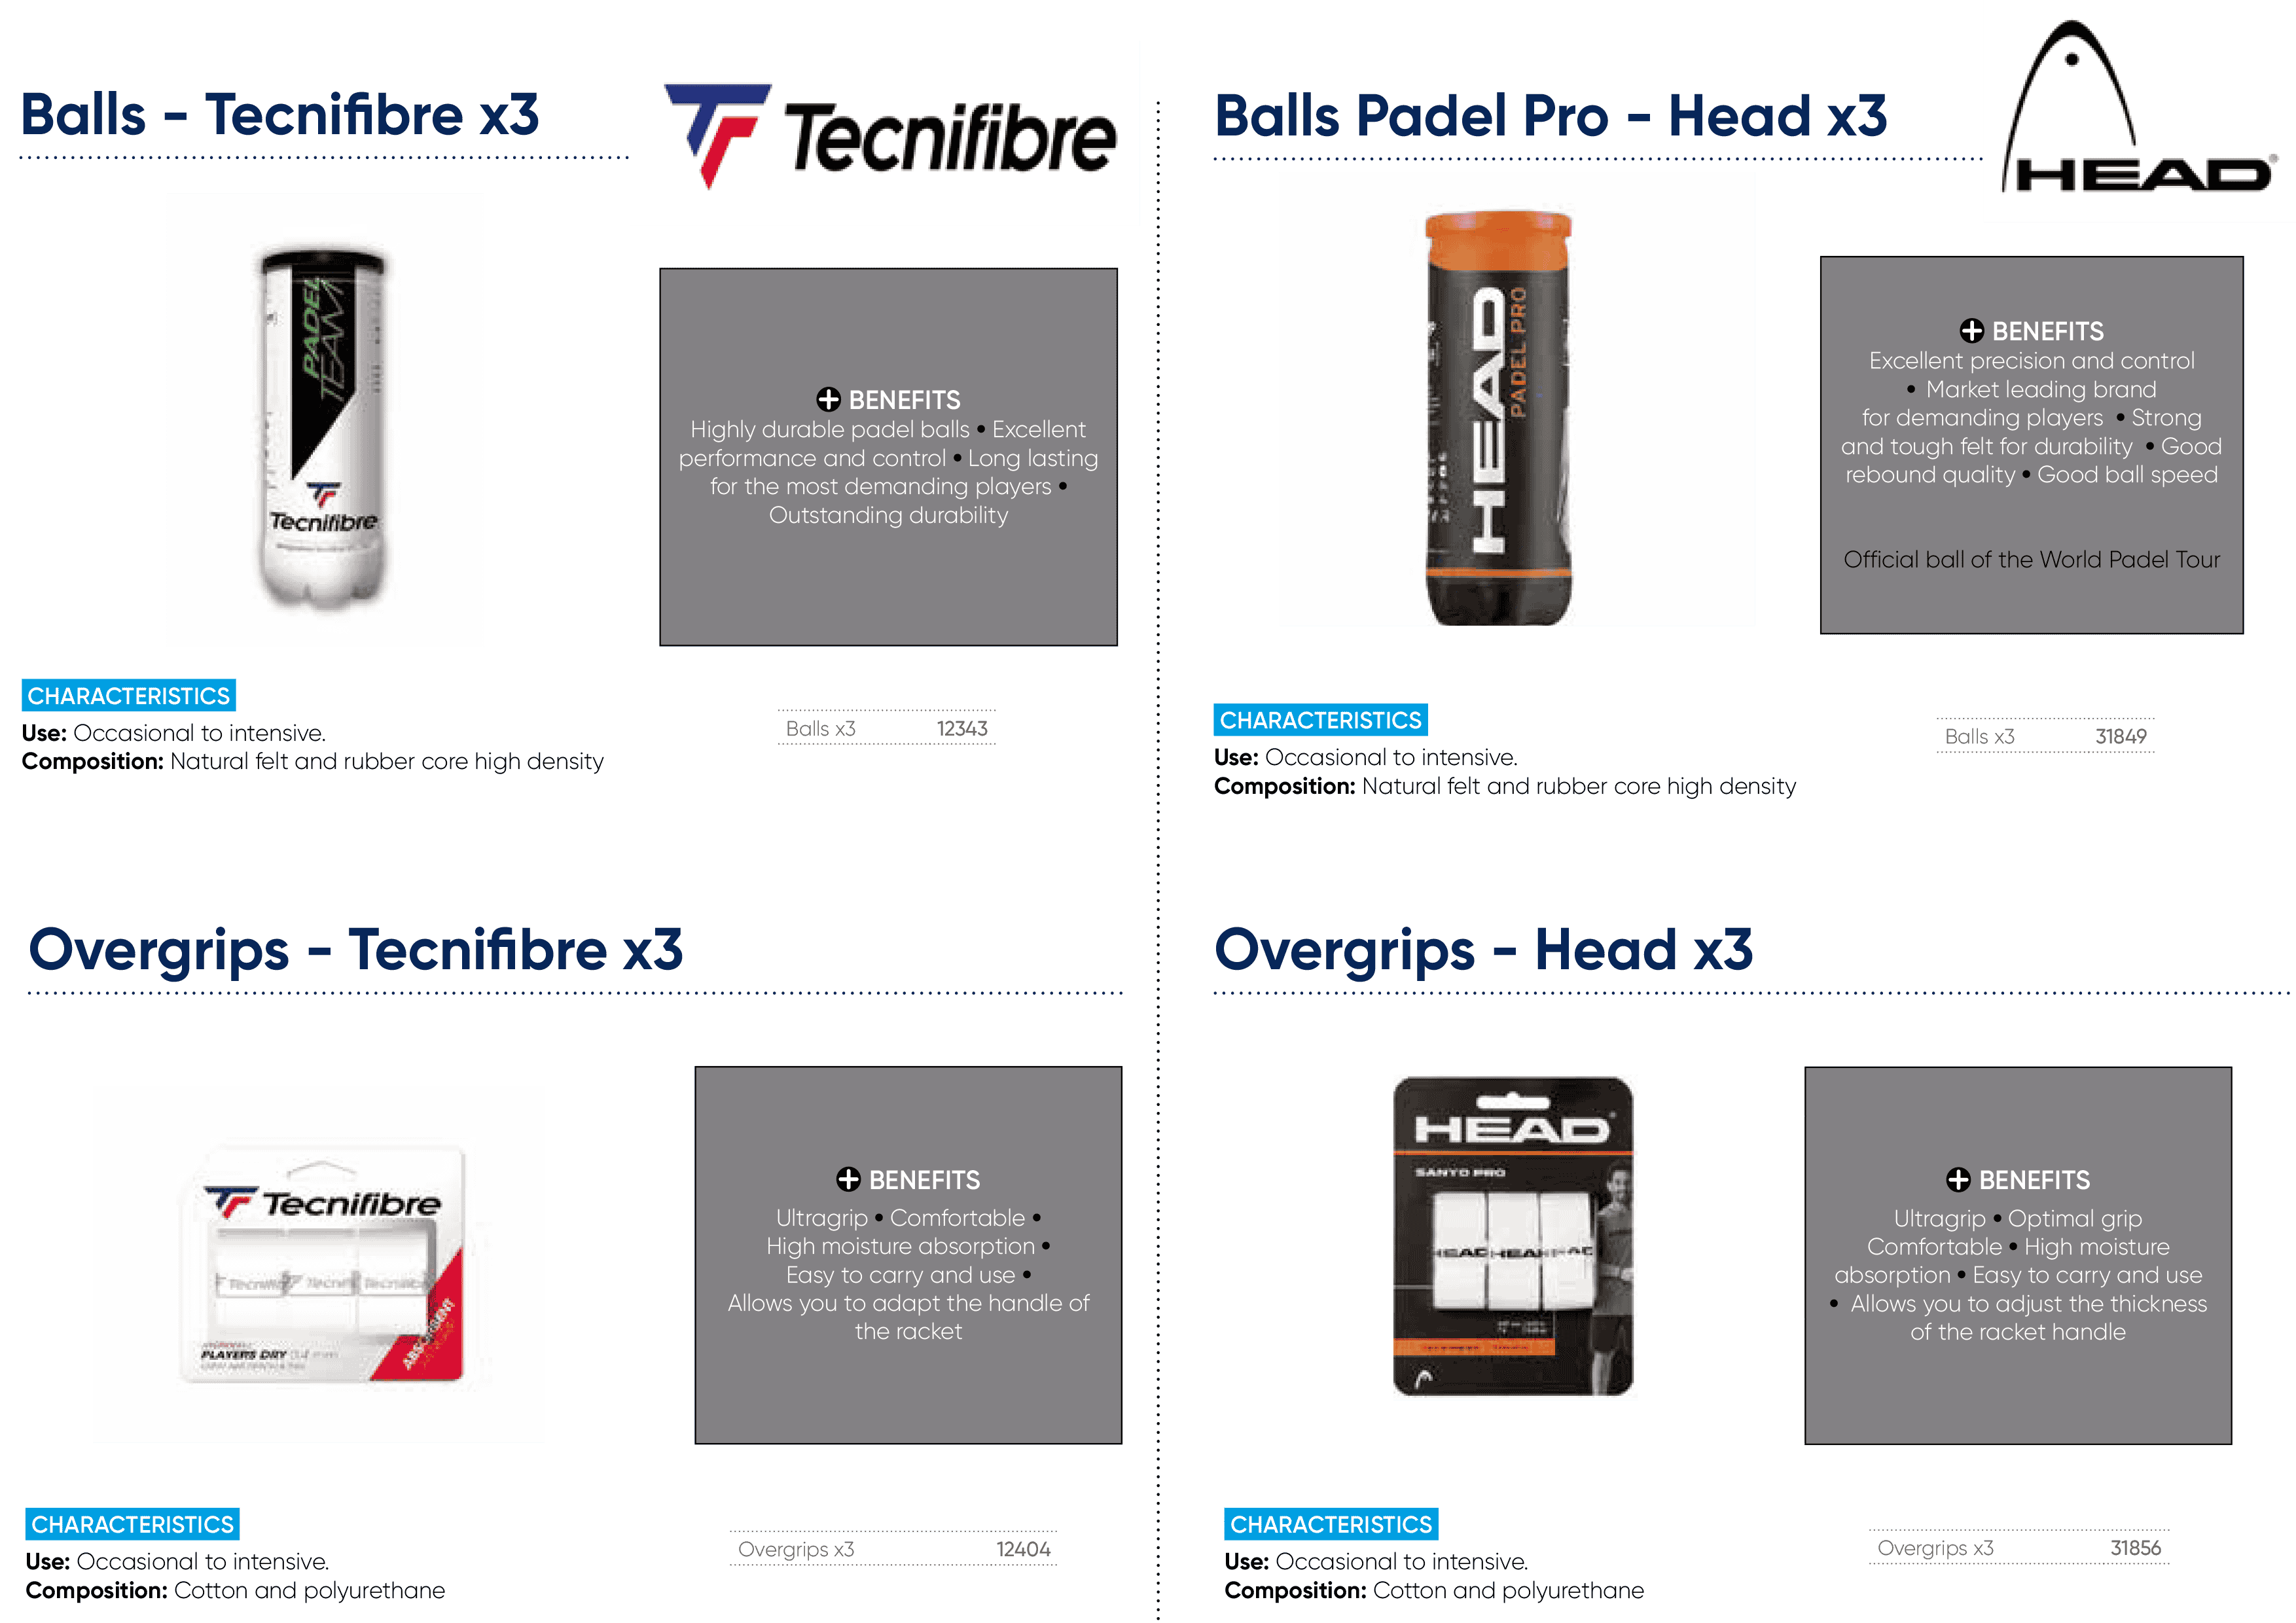 Balls - Tecnifibre x3
Tecnifibre
PADEL
TEAM
Tecnifibre
BENEFITS
Highly durable padel balls • Excellent
performance and control • Long lasting
for the most demanding players •
Outstanding durability
CHARACTERISTICS
Use: Occasional to intensive.
Composition: Natural felt and rubber core high density
Balls x3 12343
Balls Padel Pro - Head x3
HEAD®
HEAD
PADEL PRO
BENEFITS
Excellent precision and control
• Market leading brand
for demanding players • Strong
and tough felt for durability • Good
rebound quality • Good ball speed
Official ball of the World Padel Tour
CHARACTERISTICS
Use: Occasional to intensive.
Composition: Natural felt and rubber core high density
Balls x3 31849
Overgrips - Tecnifibre x3
Tecnifibre
Tecnifibre
PLAYERS DRY
ABSORBENT
BENEFITS
Ultragrip • Comfortable •
High moisture absorption •
Easy to carry and use •
Allows you to adapt the handle of
the racket
CHARACTERISTICS
Use: Occasional to intensive.
Composition: Cotton and polyurethane
Overgrips x3 12404
Overgrips - Head x3
HEAD
SANYO PRO
HEAD HEAD HEAD
BENEFITS
Ultragrip • Optimal grip
Comfortable • High moisture
absorption • Easy to carry and use
• Allows you to adjust the thickness
of the racket handle
CHARACTERISTICS
Use: Occasional to intensive.
Composition: Cotton and polyurethane
Overgrips x3 31856